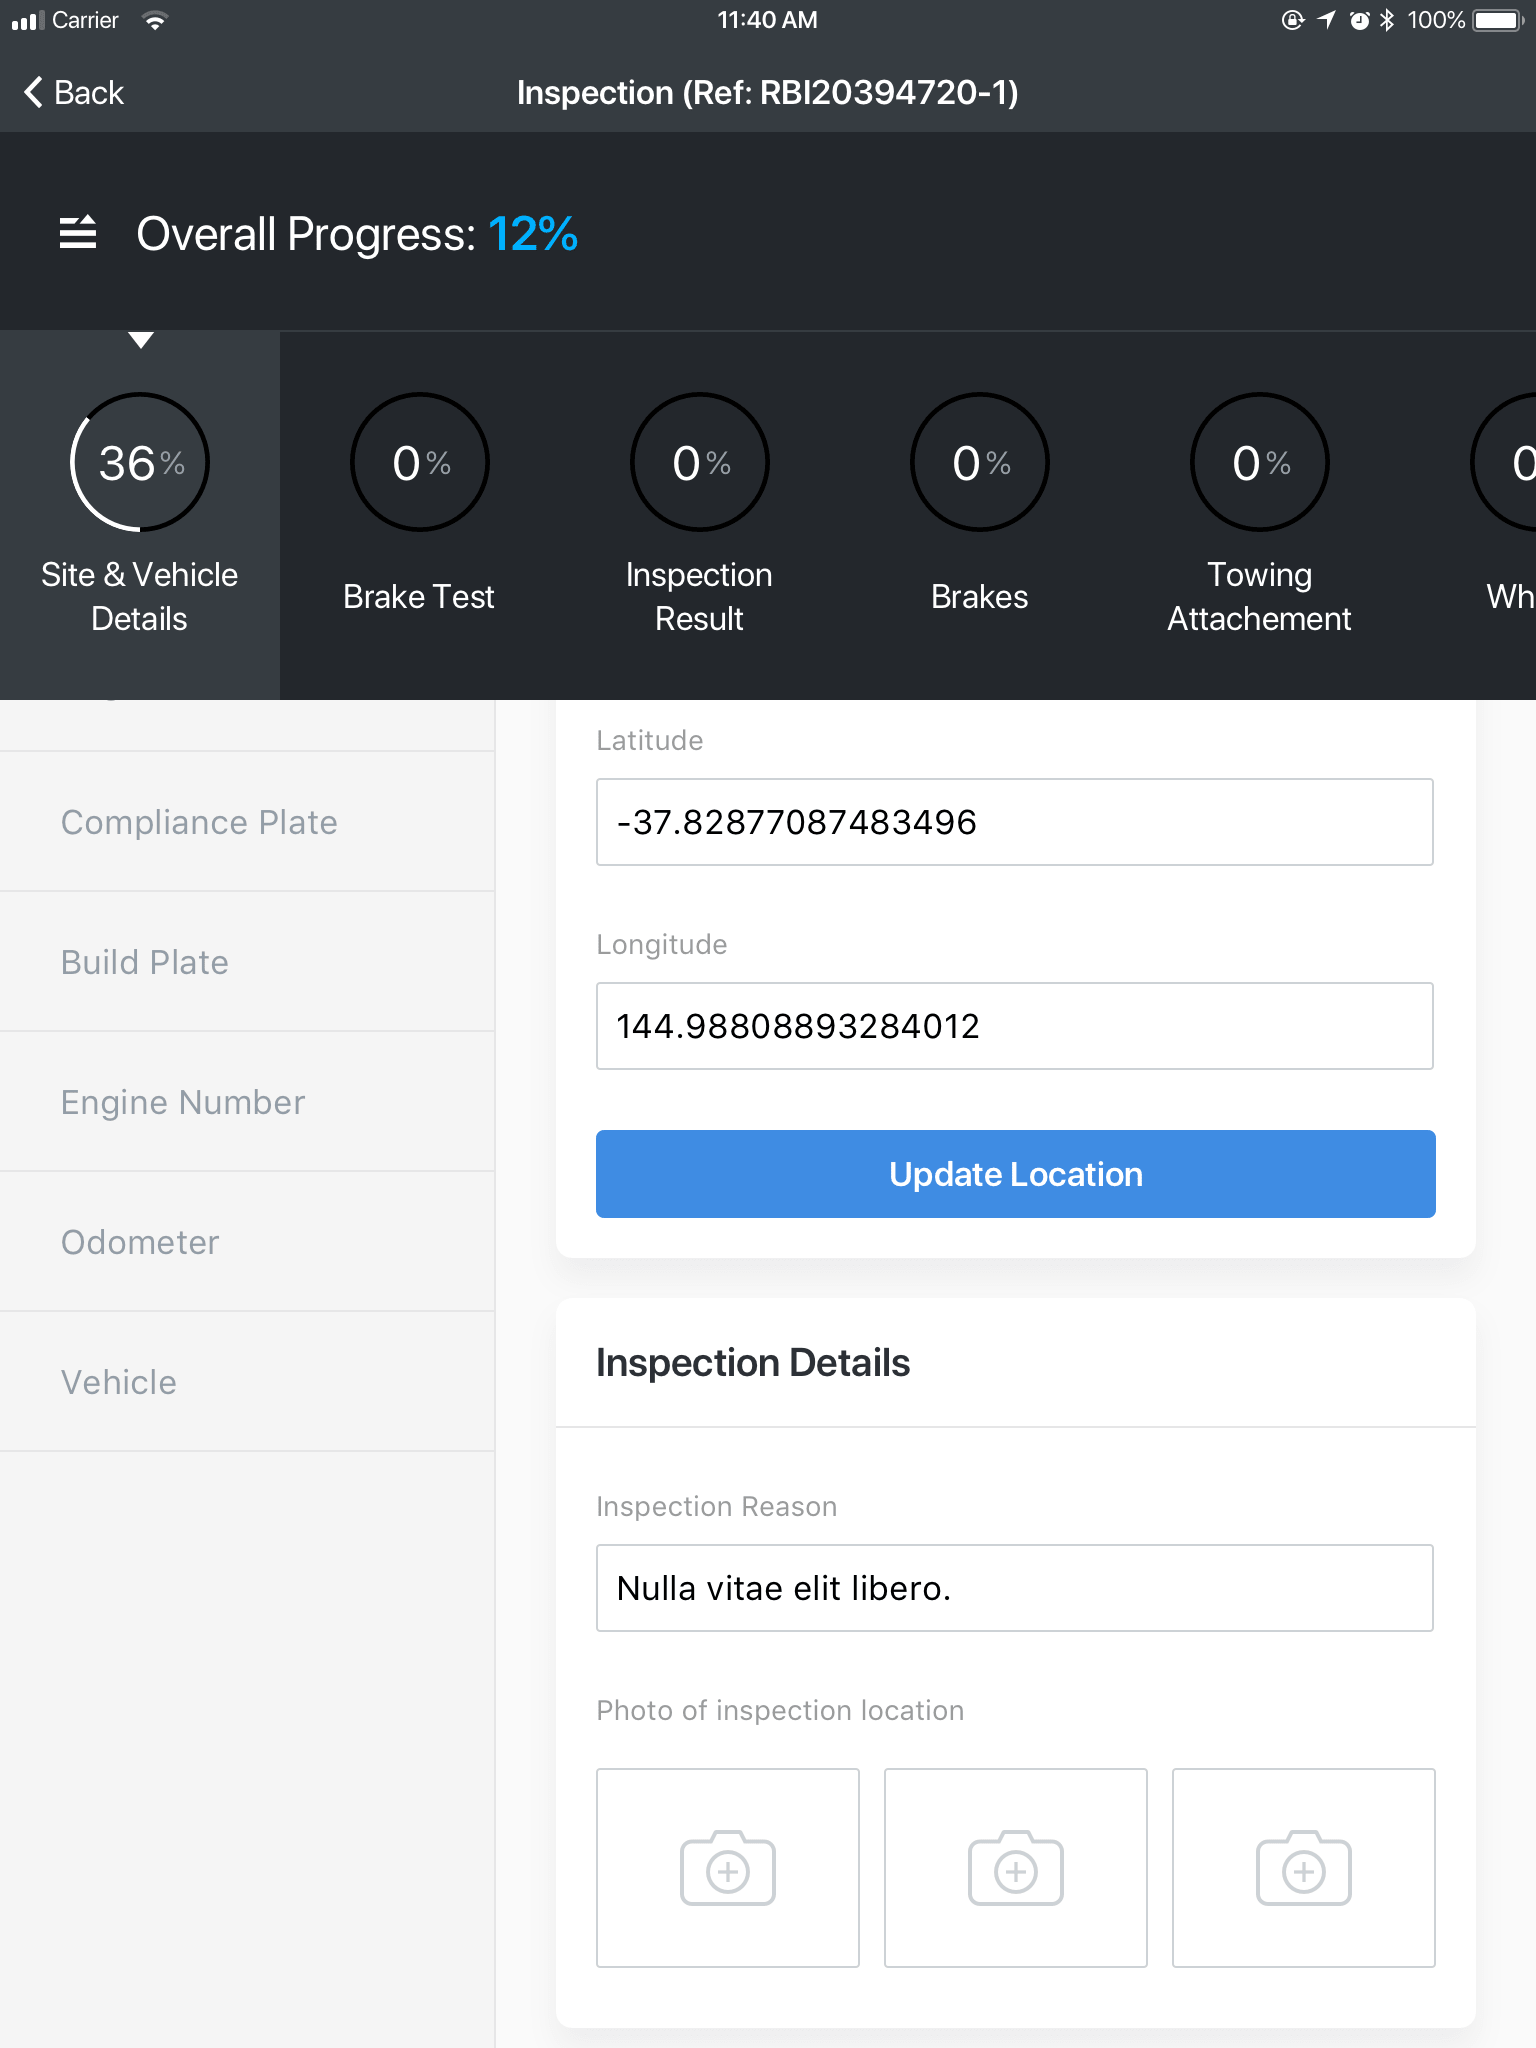 Carrier
11:40 AM
100%
Back
Inspection (Ref: RBI20394720-1)
Overall Progress: 12%
36%
0%
0%
0%
0%
0
Site & Vehicle
Details
Brake Test
Inspection
Result
Brakes
Towing
Attachement
Wh
Compliance Plate
Build Plate
Engine Number
Odometer
Vehicle
Latitude
-37.82877087483496
Longitude
144.98808893284012
Update Location
Inspection Details
Inspection Reason
Nulla vitae elit libero.
Photo of inspection location